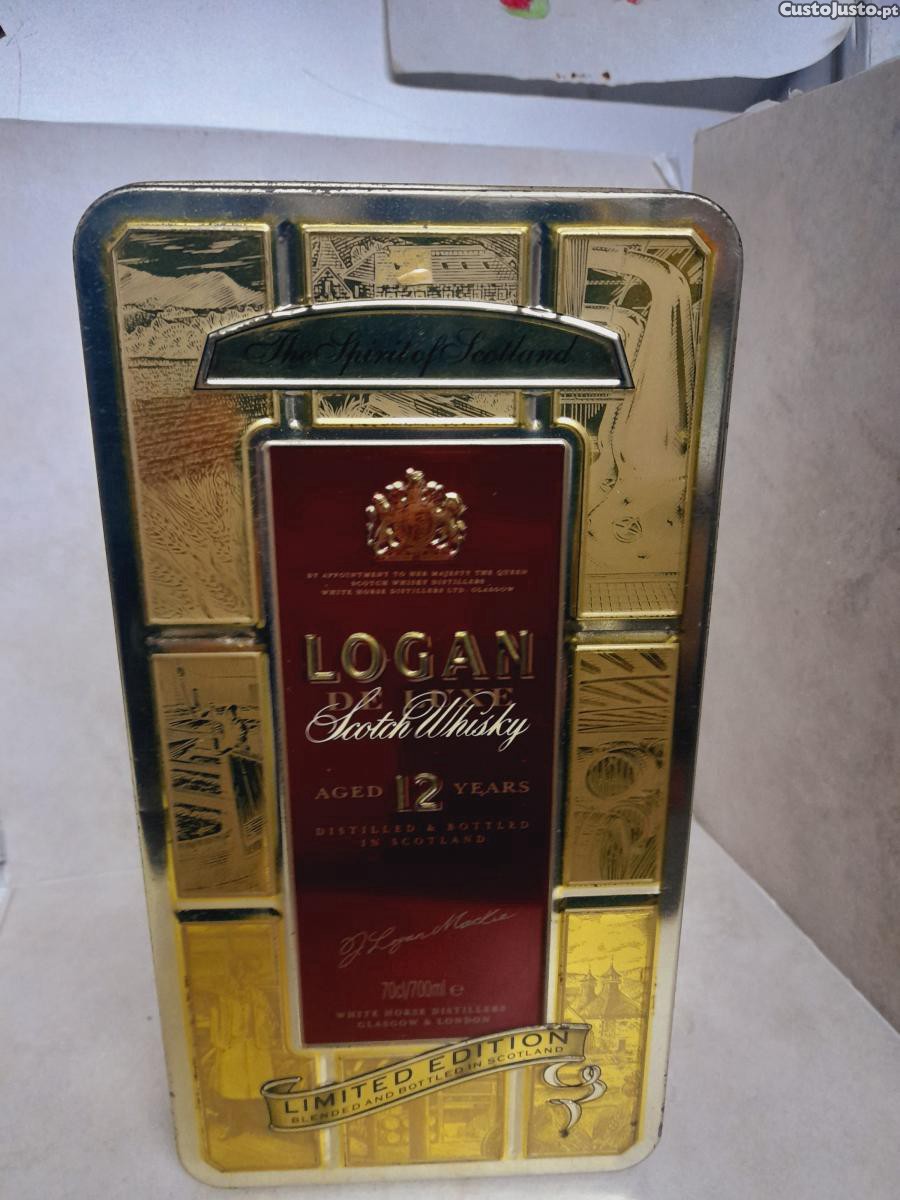 CustoJusto.pt
The Spirit of Scotland
BY APPOINTMENT TO HER MAJESTY THE QUEEN
SCOTCH WHISKY DISTILLERS
WHITE HORSE DISTILLERS LTD. GLASGOW
LOGAN
DE LUXE
Scotch Whisky
AGED 12 YEARS
DISTILLED & BOTTLED
IN SCOTLAND
J. Logan Mackie
70cl/700ml e
WHITE HORSE DISTILLERS
GLASGOW & LONDON
LIMITED EDITION
BLENDED AND BOTTLED IN SCOTLAND